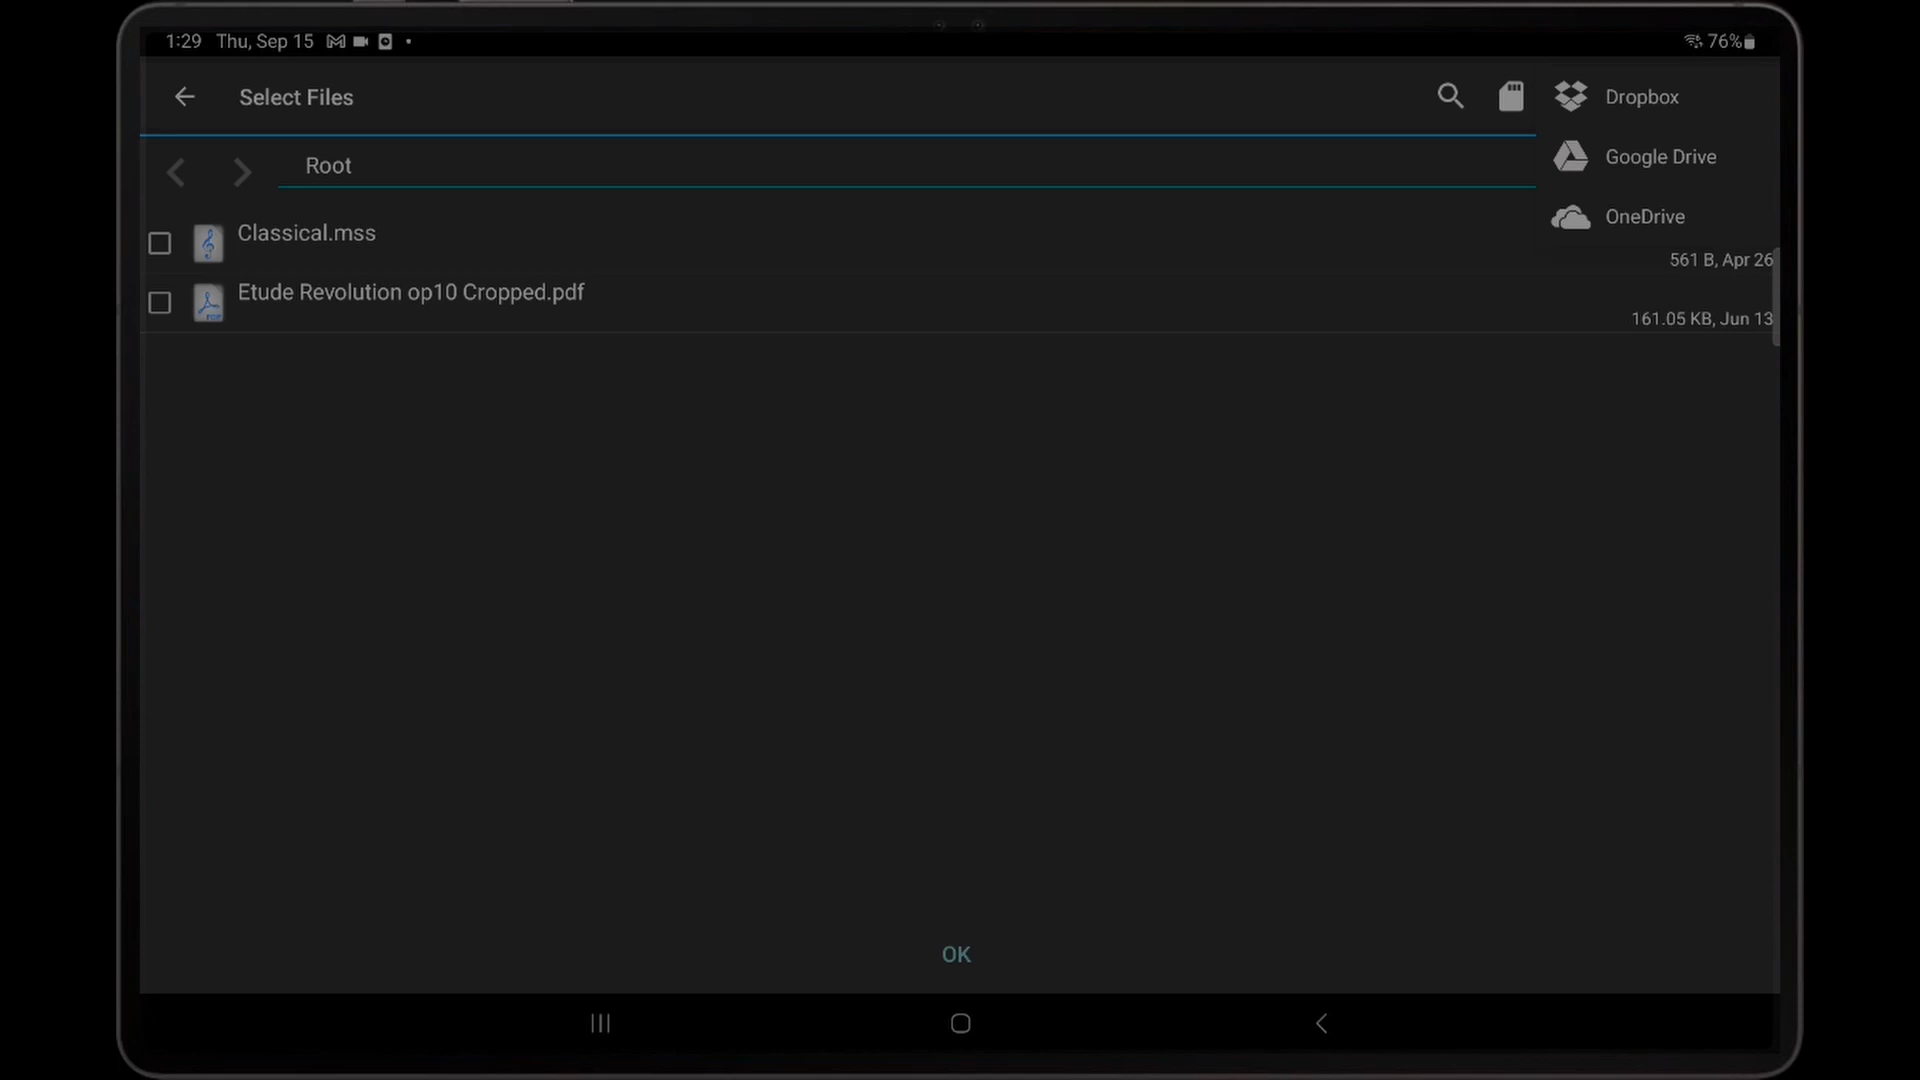 1:29 Thu, Sep 15 76%
Select Files
Dropbox
Google Drive
OneDrive
Root
Classical.mss
561 B, Apr 26
Etude Revolution op10 Cropped.pdf
161.05 KB, Jun 13
OK